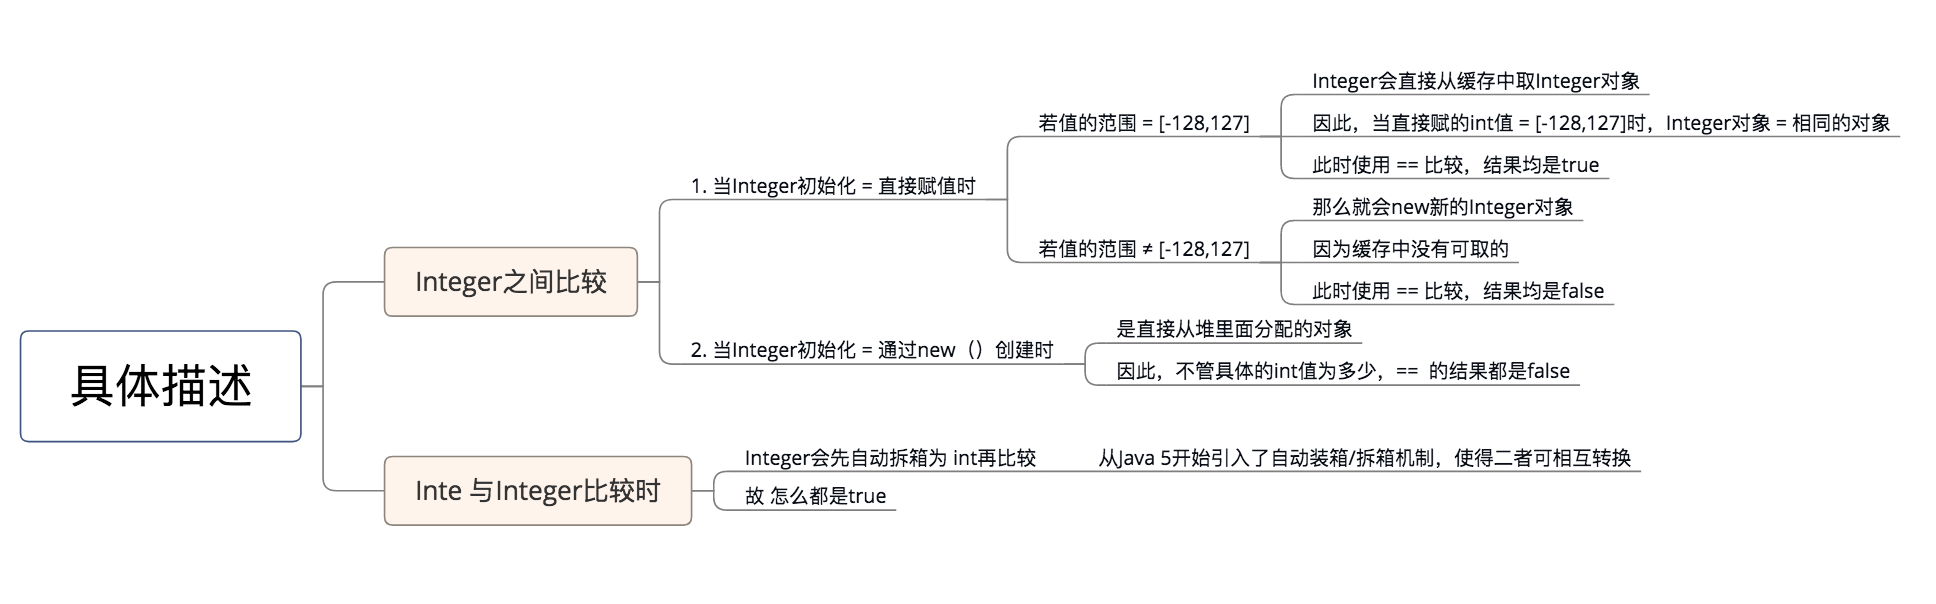 具体描述
Integer之间比较
1. 当Integer初始化 = 直接赋值时
若值的范围 = [-128,127]
Integer会直接从缓存中取Integer对象
因此，当直接赋的int值 = [-128,127]时，Integer对象 = 相同的对象
此时使用 == 比较，结果均是true
若值的范围 ≠ [-128,127]
那么就会new新的Integer对象
因为缓存中没有可取的
此时使用 == 比较，结果均是false
2. 当Integer初始化 = 通过new（）创建时
是直接从堆里面分配的对象
因此，不管具体的int值为多少，== 的结果都是false
Inte 与Integer比较时
Integer会先自动拆箱为 int再比较
从Java 5开始引入了自动装箱/拆箱机制，使得二者可相互转换
故 怎么都是true